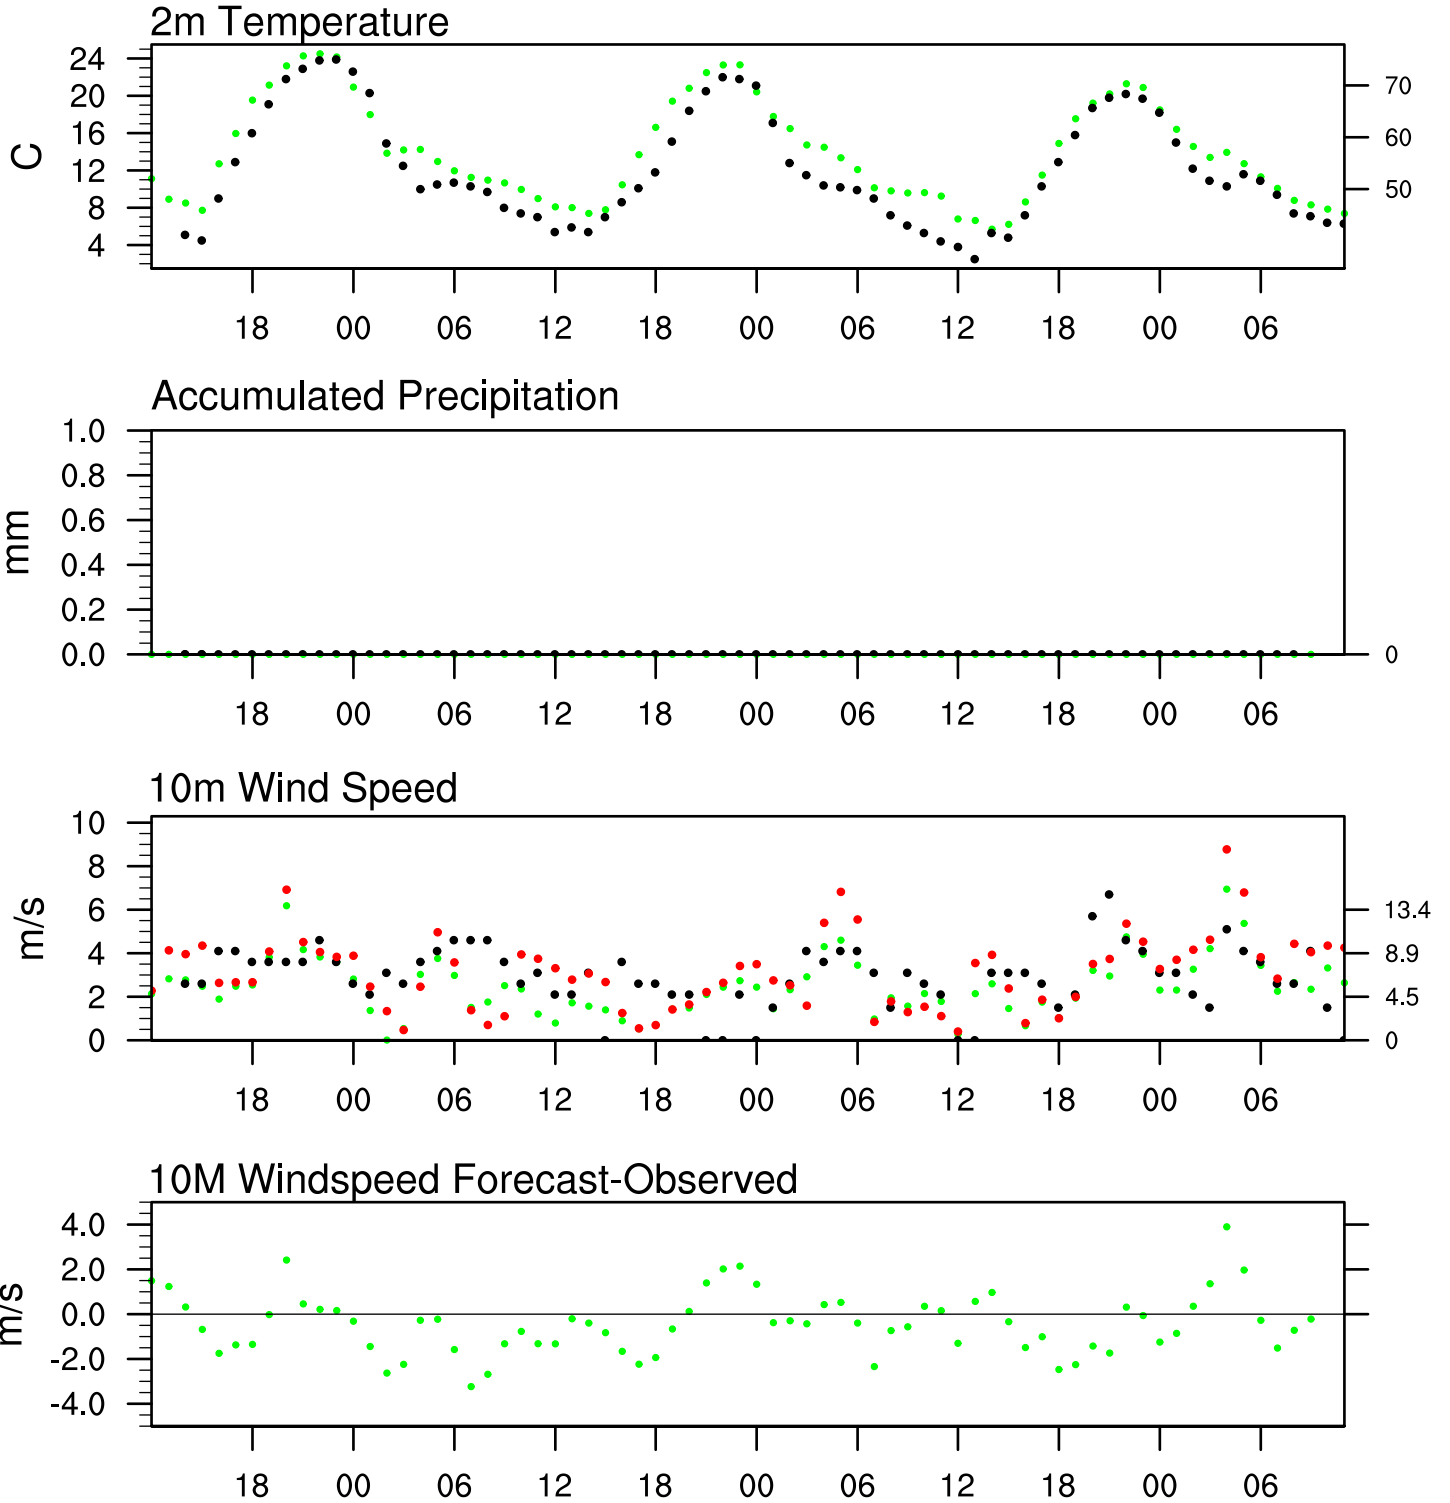 2m Temperature
24
20
16
12
8
4
C
70
60
50
18 00 06 12 18 00 06 12 18 00 06
Accumulated Precipitation
1.0
0.8
0.6
0.4
0.2
0.0
mm
0
18 00 06 12 18 00 06 12 18 00 06
10m Wind Speed
10
8
6
4
2
0
m/s
13.4
8.9
4.5
0
18 00 06 12 18 00 06 12 18 00 06
10M Windspeed Forecast-Observed
4.0
2.0
0.0
-2.0
-4.0
m/s
18 00 06 12 18 00 06 12 18 00 06